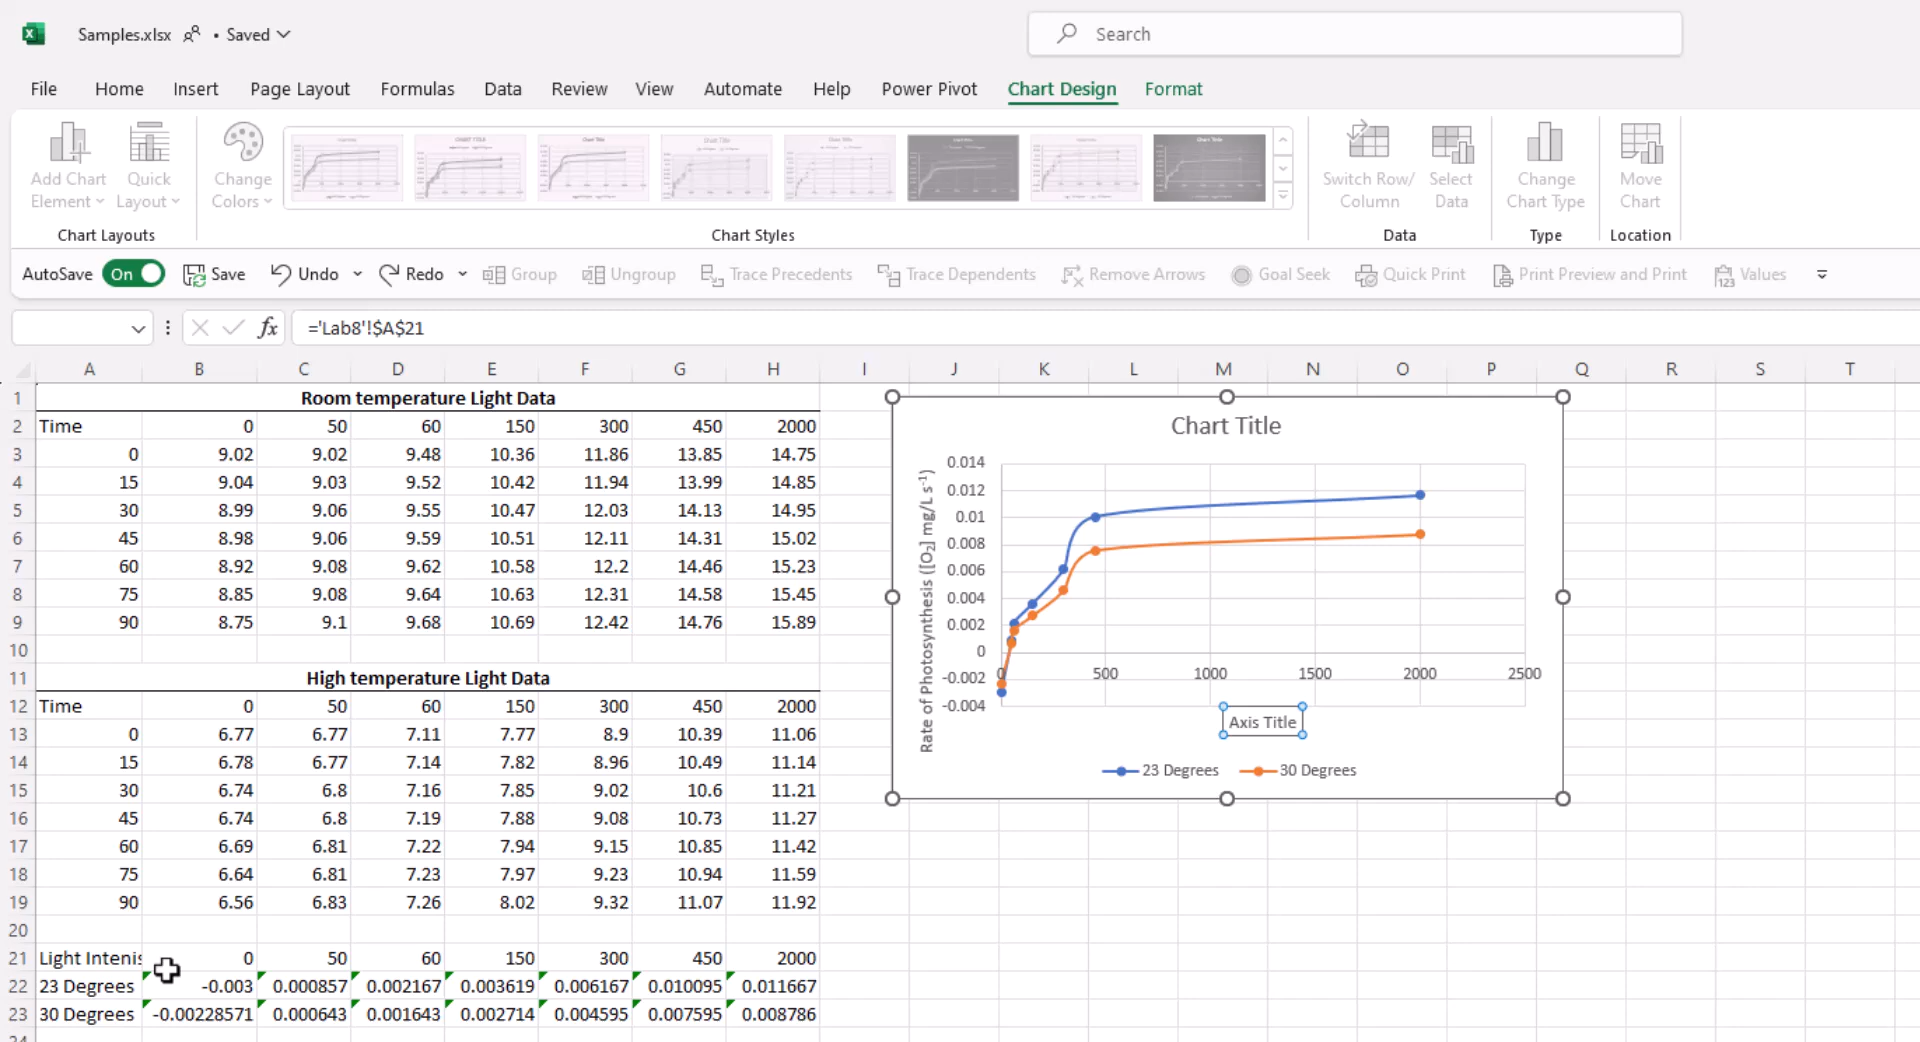 Samples.xlsx • Saved
Search
File Home Insert Page Layout Formulas Data Review View Automate Help Power Pivot Chart Design Format
Add Chart Element
Quick Layout
Change Colors
Switch Row/ Column
Select Data
Change Chart Type
Move Chart
Chart Layouts Chart Styles Data Type Location
AutoSave On Save Undo Redo Group Ungroup Trace Precedents Trace Dependents Remove Arrows Goal Seek Quick Print Print Preview and Print Values
fx ='Lab8'!$A$21
A B C D E F G H I J K L M N O P Q R S T
1 Room temperature Light Data
2 Time 0 50 60 150 300 450 2000
3 0 9.02 9.02 9.48 10.36 11.86 13.85 14.75
4 15 9.04 9.03 9.52 10.42 11.94 13.99 14.85
5 30 8.99 9.06 9.55 10.47 12.03 14.13 14.95
6 45 8.98 9.06 9.59 10.51 12.11 14.31 15.02
7 60 8.92 9.08 9.62 10.58 12.2 14.46 15.23
8 75 8.85 9.08 9.64 10.63 12.31 14.58 15.45
9 90 8.75 9.1 9.68 10.69 12.42 14.76 15.89
10
11 High temperature Light Data
12 Time 0 50 60 150 300 450 2000
13 0 6.77 6.77 7.11 7.77 8.9 10.39 11.06
14 15 6.78 6.77 7.14 7.82 8.96 10.49 11.14
15 30 6.74 6.8 7.16 7.85 9.02 10.6 11.21
16 45 6.74 6.8 7.19 7.88 9.08 10.73 11.27
17 60 6.69 6.81 7.22 7.94 9.15 10.85 11.42
18 75 6.64 6.81 7.23 7.97 9.23 10.94 11.59
19 90 6.56 6.83 7.26 8.02 9.32 11.07 11.92
20
21 Light Intenis 0 50 60 150 300 450 2000
22 23 Degrees -0.003 0.000857 0.002167 0.003619 0.006167 0.010095 0.011667
23 30 Degrees -0.00228571 0.000643 0.001643 0.002714 0.004595 0.007595 0.008786
Chart Title
Rate of Photosynthesis ([O₂] mg/L s⁻¹)
0.014
0.012
0.01
0.008
0.006
0.004
0.002
0
-0.002
-0.004
0 500 1000 1500 2000 2500
Axis Title
23 Degrees 30 Degrees